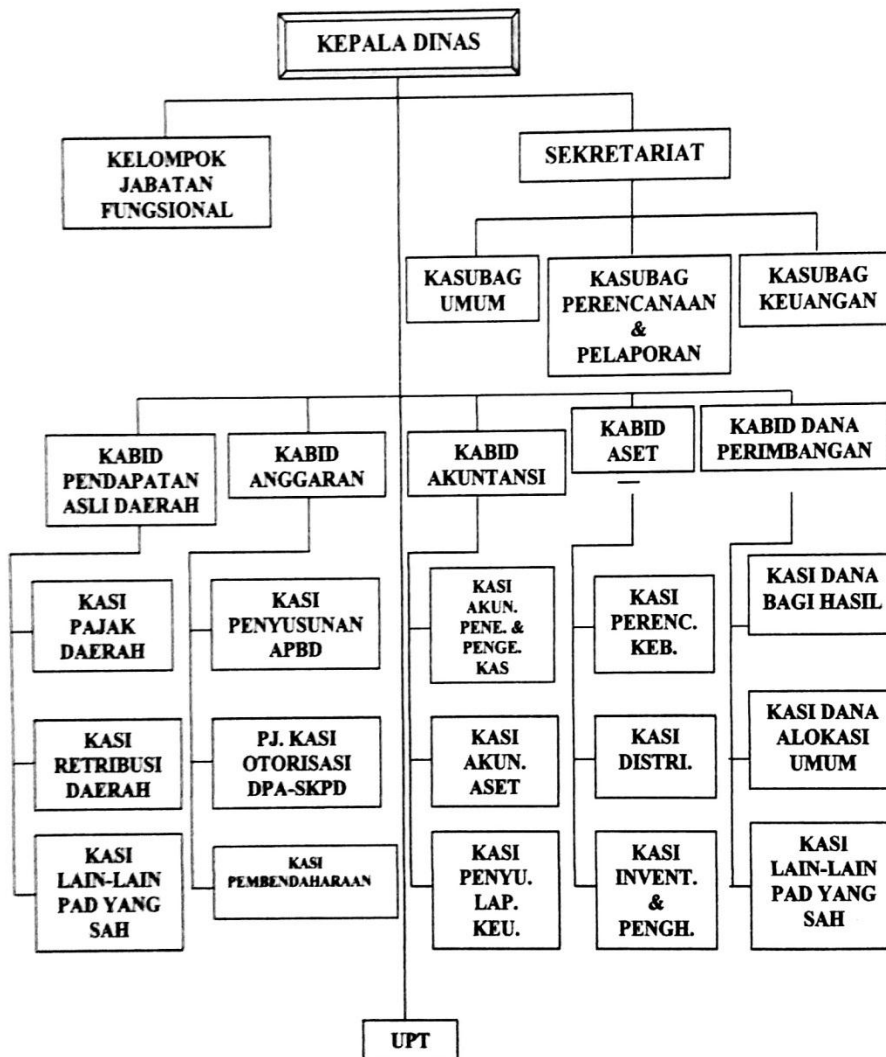 KEPALA DINAS
KELOMPOK
JABATAN
FUNGSIONAL
SEKRETARIAT
KASUBAG
UMUM
KASUBAG
PERENCANAAN
&
PELAPORAN
KASUBAG
KEUANGAN
KABID
PENDAPATAN
ASLI DAERAH
KABID
ANGGARAN
KABID
AKUNTANSI
KABID
ASET
KABID DANA
PERIMBANGAN
KASI
PAJAK
DAERAH
KASI
PENYUSUNAN
APBD
KASI
AKUN.
PENE. &
PENGE.
KAS
KASI
PERENC.
KEB.
KASI DANA
BAGI HASIL
KASI
RETRIBUSI
DAERAH
PJ. KASI
OTORISASI
DPA-SKPD
KASI
AKUN.
ASET
KASI
DISTRI.
KASI DANA
ALOKASI
UMUM
KASI
LAIN-LAIN
PAD YANG
SAH
KASI
PEMBENDAHARAAN
KASI
PENYU.
LAP.
KEU.
KASI
INVENT.
&
PENGH.
KASI
LAIN-LAIN
PAD YANG
SAH
UPT